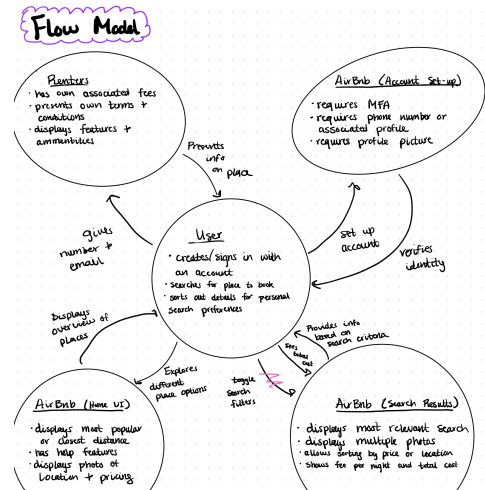 Flow Model
Renters
· has own associated fees
· presents own terms +
conditions
· displays features +
ammentities
AirBnb (Account Set-up)
· requires MFA
· requires phone number or
associated profile
· requires profile picture
Presents
info
on place
gives
number +
email
User
· creates/signs in with
an account
· searches for place to book
· sorts out details for personal
search preferences
set up
account
verifies
identity
Displays
overview of
places
Explores
different
place options
toggle
search
filters
sees
total
cost
Provides info
based on
search criteria
AirBnb (Home UI)
· displays most popular
or closest distance
· has help features
· displays photo of
location + pricing
AirBnb (Search Results)
· displays most relevant search
· displays multiple photos
· allows sorting by price or location
· shows fee per night and total cost